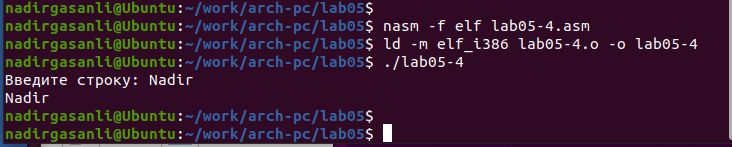 nadirgasanli@Ubuntu:~/work/arch-pc/lab05$
nadirgasanli@Ubuntu:~/work/arch-pc/lab05$ nasm -f elf lab05-4.asm
nadirgasanli@Ubuntu:~/work/arch-pc/lab05$ ld -m elf_i386 lab05-4.o -o lab05-4
nadirgasanli@Ubuntu:~/work/arch-pc/lab05$ ./lab05-4
Введите строку: Nadir
Nadir
nadirgasanli@Ubuntu:~/work/arch-pc/lab05$
nadirgasanli@Ubuntu:~/work/arch-pc/lab05$